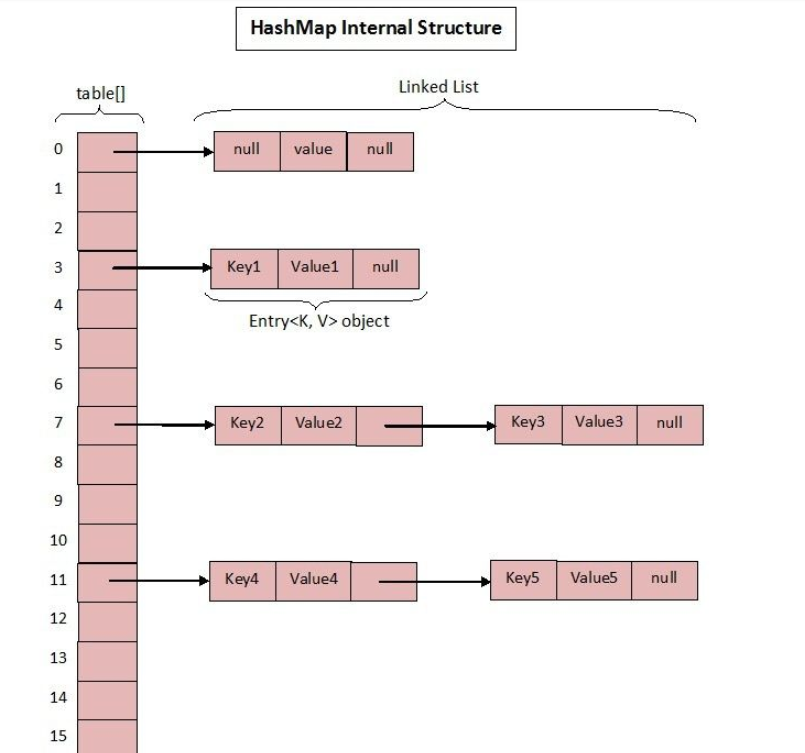 HashMap Internal Structure
table[]
Linked List
0
null value null
1
2
3
Key1 Value1 null
4
Entry<K, V> object
5
6
7
Key2 Value2
Key3 Value3 null
8
9
10
11
Key4 Value4
Key5 Value5 null
12
13
14
15